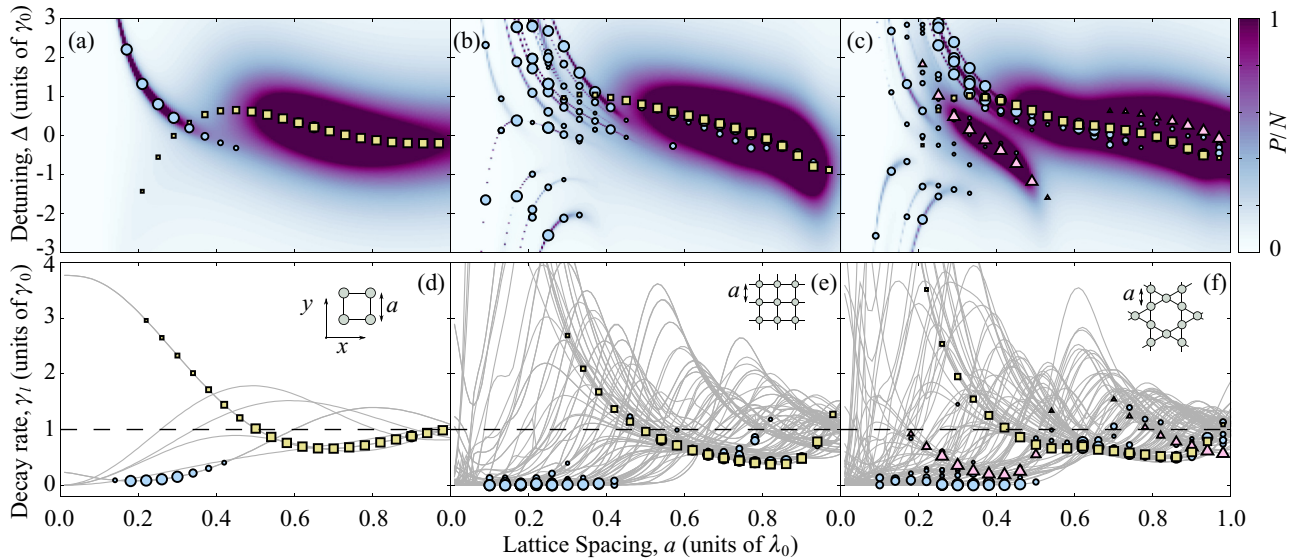 Detuning, Δ (units of γ0)
3
2
1
0
-1
-2
-3
(a)
(b)
(c)
1
P/N
0
Decay rate, γl (units of γ0)
4
3
2
1
0
(d)
y
x
a
(e)
a
(f)
a
0.0 0.2 0.4 0.6 0.8 0.0 0.2 0.4 0.6 0.8 0.0 0.2 0.4 0.6 0.8 1.0
Lattice Spacing, a (units of λ0)